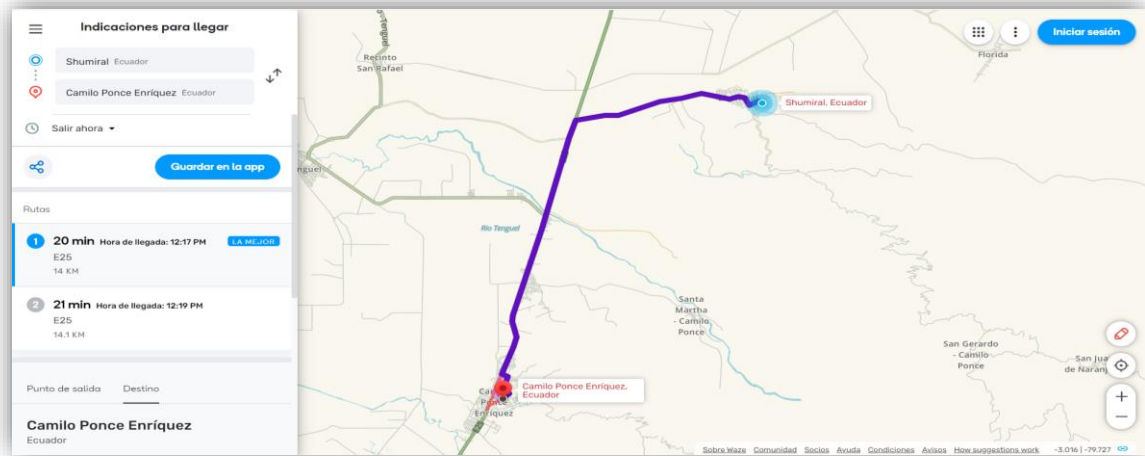 Indicaciones para llegar
Shumiral Ecuador
Camilo Ponce Enríquez Ecuador
Salir ahora
Guardar en la app
Rutas
1 20 min Hora de llegada: 12:17 PM LA MEJOR
E25
14 KM
2 21 min Hora de llegada: 12:19 PM
E25
14.1 KM
Punto de salida Destino
Camilo Ponce Enríquez
Ecuador
Iniciar sesión
Florida
Recinto
San Rafael
Shumiral, Ecuador
Río Tenguel
Santa
Martha
- Camilo
Ponce
San Gerardo
- Camilo
Ponce
Camilo Ponce Enríquez,
Ecuador
Enríquez
E25
Sobre Waze Comunidad Socios Ayuda Condiciones Avisos How suggestions work -3.016 | -79.727